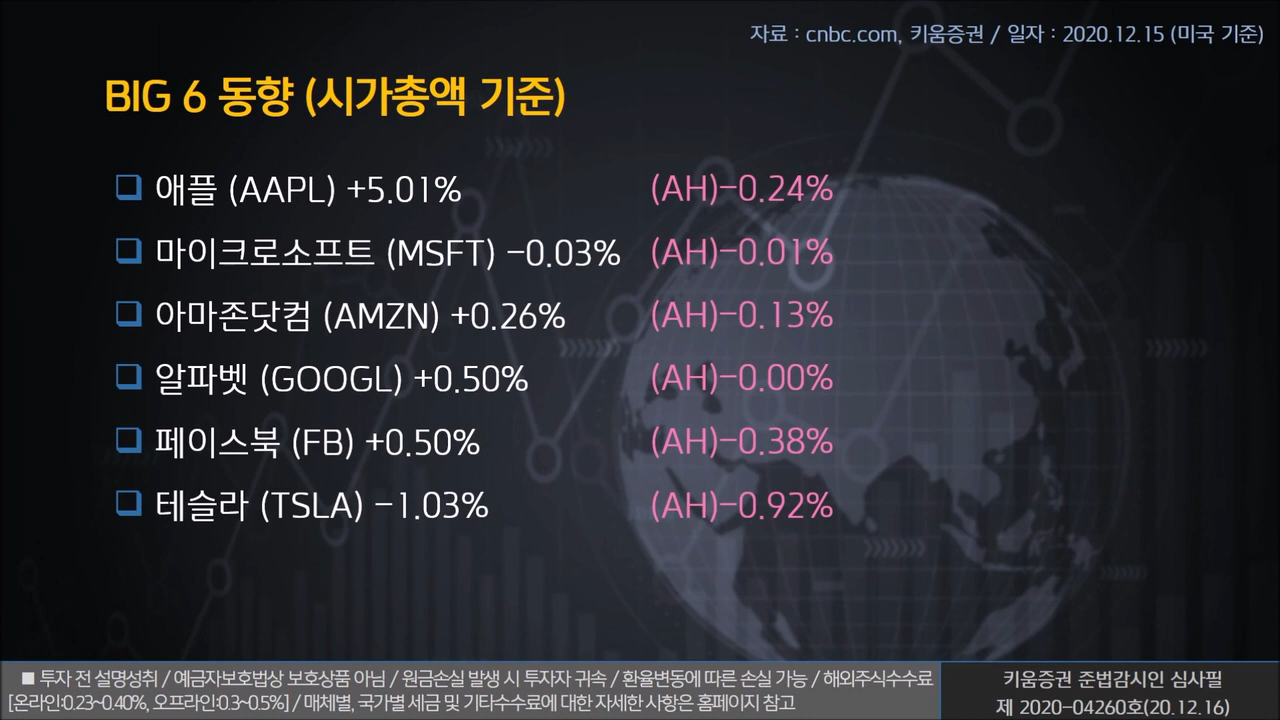 자료 : cnbc.com, 키움증권 / 일자 : 2020.12.15 (미국 기준)
BIG 6 동향 (시가총액 기준)
❑ 애플 (AAPL) +5.01% (AH)-0.24%
❑ 마이크로소프트 (MSFT) -0.03% (AH)-0.01%
❑ 아마존닷컴 (AMZN) +0.26% (AH)-0.13%
❑ 알파벳 (GOOGL) +0.50% (AH)-0.00%
❑ 페이스북 (FB) +0.50% (AH)-0.38%
❑ 테슬라 (TSLA) -1.03% (AH)-0.92%
■ 투자 전 설명성취 / 예금자보호법상 보호상품 아님 / 원금손실 발생 시 투자자 귀속 / 환율변동에 따른 손실 가능 / 해외주식수수료
[온라인:0.23~0.40%, 오프라인:0.3~0.5%] / 매체별, 국가별 세금 및 기타수수료에 대한 자세한 사항은 홈페이지 참고
키움증권 준법감시인 심사필
제 2020-04260호(20.12.16)